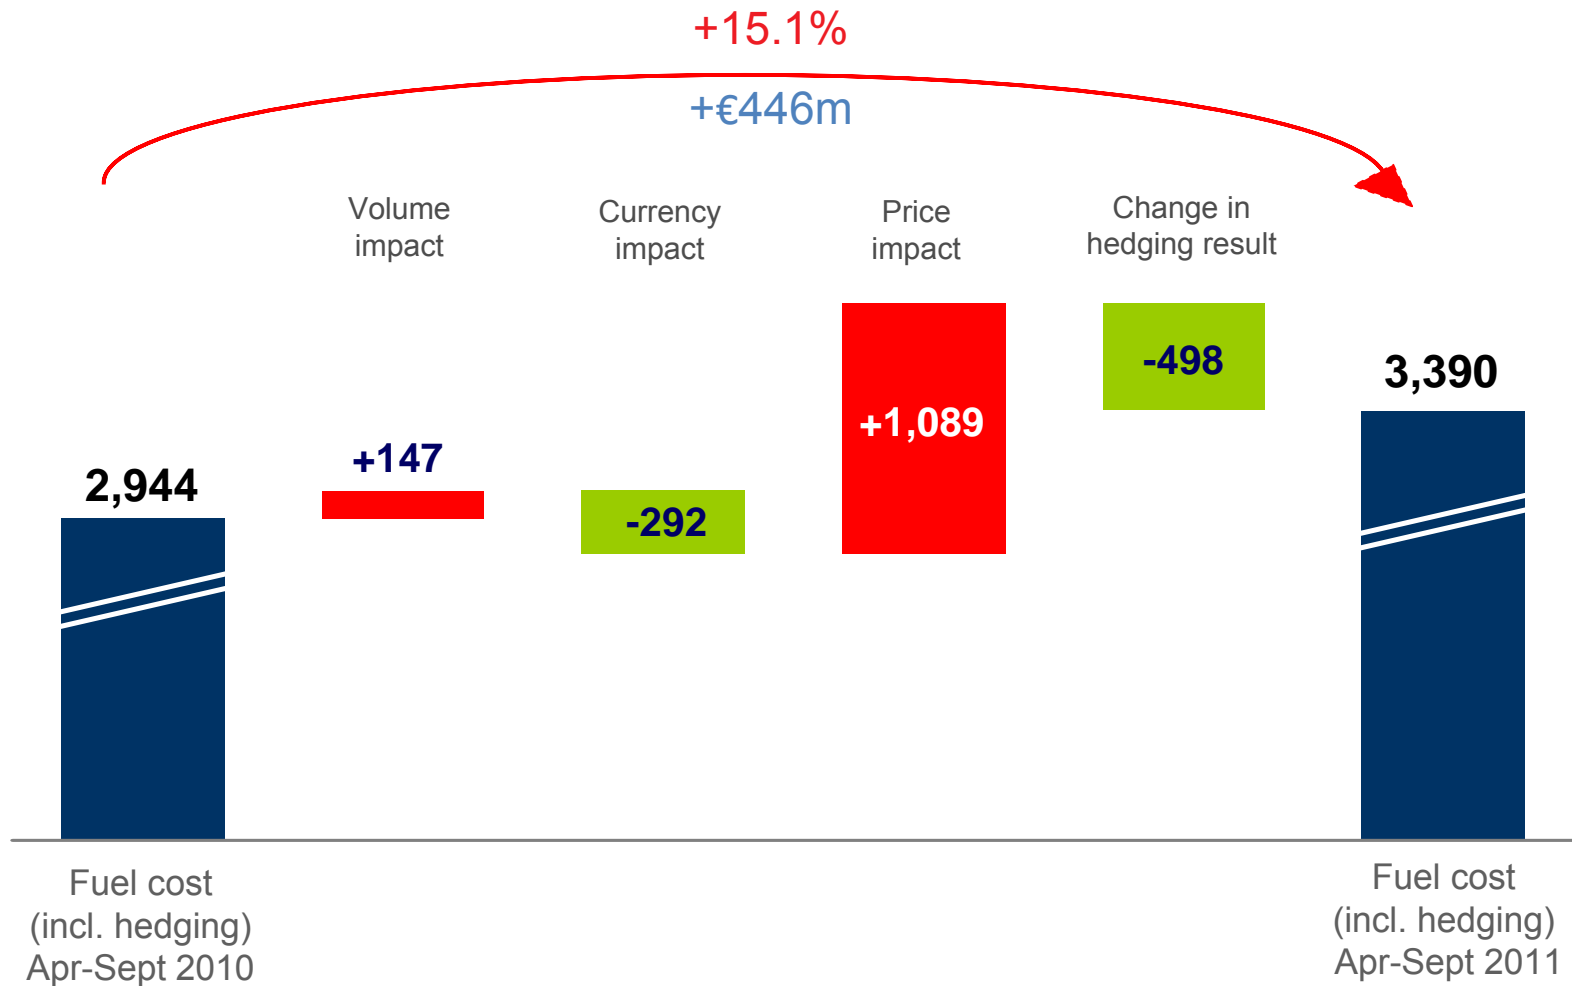 +15.1%
+€446m
Volume
impact
Currency
impact
Price
impact
Change in
hedging result
2,944
+147
-292
+1,089
-498
3,390
Fuel cost
(incl. hedging)
Apr-Sept 2010
Fuel cost
(incl. hedging)
Apr-Sept 2011